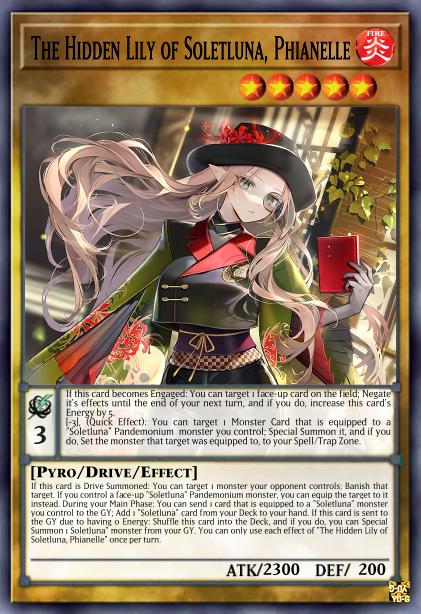 The Hidden Lily of Soletluna, Phianelle
FIRE
炎
If this card becomes Engaged: You can target 1 face-up card on the field; Negate
it's effects until the end of your next turn, and if you do, increase this card's
Energy by 5.
[-3], (Quick Effect): You can target 1 Monster Card that is equipped to a
"Soletluna" Pandemonium monster you control; Special Summon it, and if you
do, Set the monster that target was equipped to, to your Spell/Trap Zone.
3
[Pyro/Drive/Effect]
If this card is Drive Summoned: You can target 1 monster your opponent controls; Banish that
target. If you control a face-up "Soletluna" Pandemonium monster, you can equip the target to it
instead. During your Main Phase: You can send 1 card that is equipped to a "Soletluna" monster
you control to the GY; Add 1 "Soletluna" card from your Deck to your hand. If this card is sent to
the GY due to having 0 Energy: Shuffle this card into the Deck, and if you do, you can Special
Summon 1 Soletluna" monster from your GY. You can only use each effect of "The Hidden Lily of
Soletluna, Phianelle" once per turn.
ATK/2300 DEF/ 200